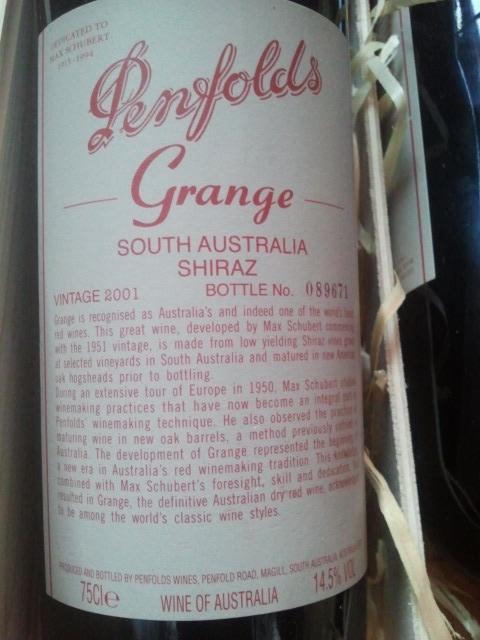 DEDICATED TO
MAX SCHUBERT
1915-1994
Penfolds
Grange
SOUTH AUSTRALIA
SHIRAZ
VINTAGE 2001 BOTTLE No. 089671
Grange is recognised as Australia's and indeed one of the world's
red wines. This great wine, developed by Max Schubert
with the 1951 vintage, is made from low yielding Shiraz vines
at selected vineyards in South Australia and matured in new
oak hogsheads prior to bottling.
During an extensive tour of Europe in 1950, Max Schubert
winemaking practices that have now become an integral part
Penfolds' winemaking technique. He also observed the practice
maturing wine in new oak barrels, a method previously
Australia. The development of Grange represented the beginning
a new era in Australia's red winemaking tradition. This
combined with Max Schubert's foresight, skill and dedication,
resulted in Grange, the definitive Australian dry red wine,
to be among the world's classic wine styles.
PRODUCED AND BOTTLED BY PENFOLDS WINES, PENFOLD ROAD, MAGILL, SOUTH AUSTRALIA,
75Cl e WINE OF AUSTRALIA 14.5% VOL